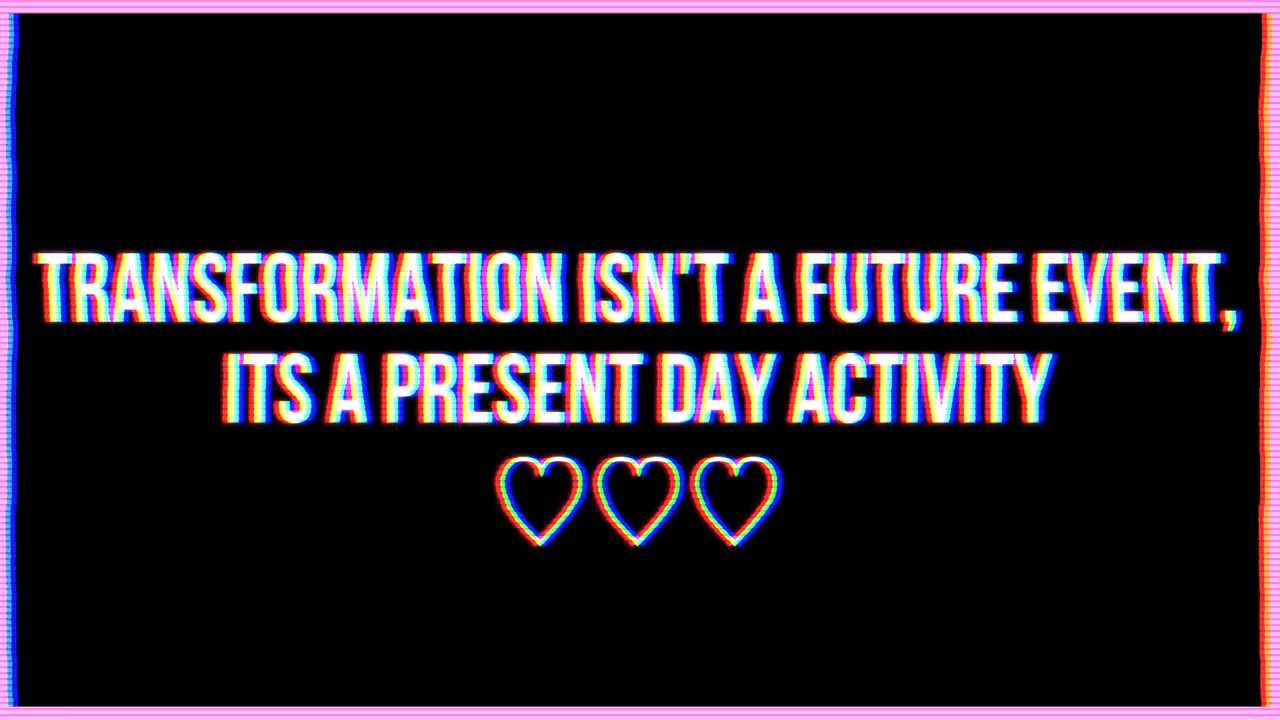 TRANSFORMATION ISN'T A FUTURE EVENT,
ITS A PRESENT DAY ACTIVITY
♡♡♡